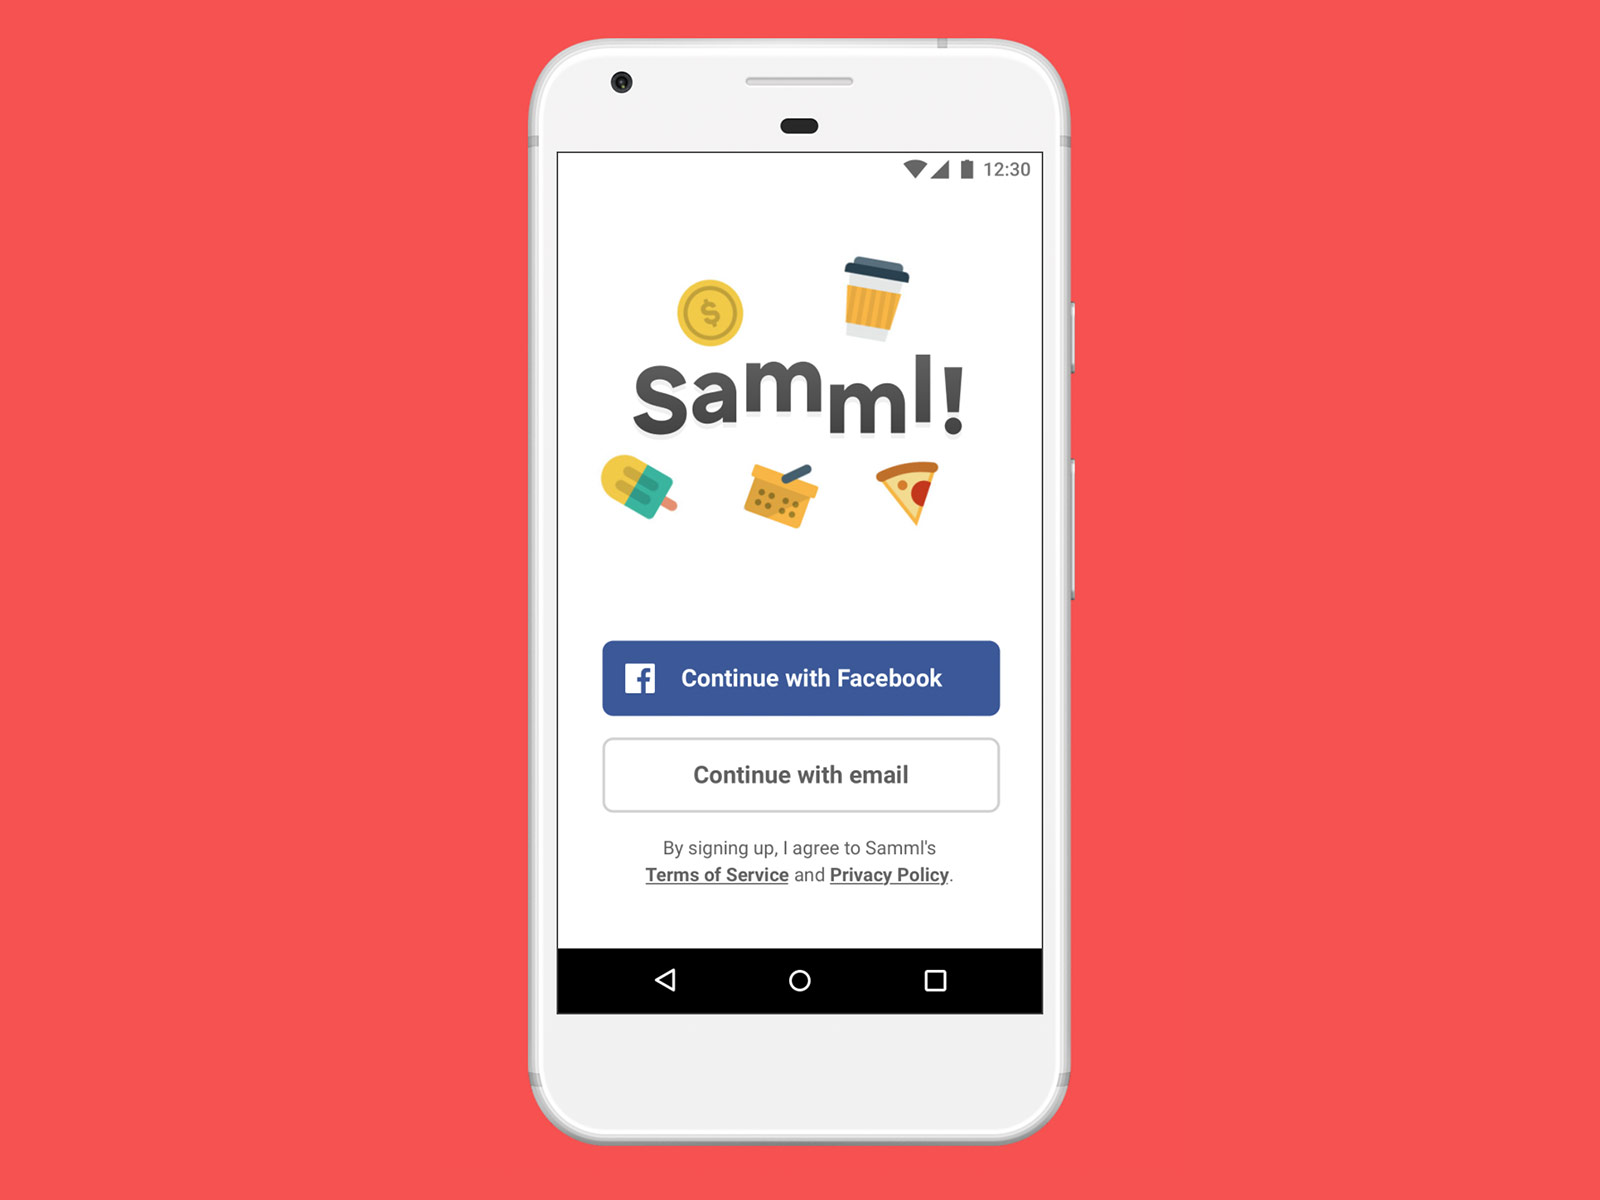 12:30
$
Samml!
Continue with Facebook
Continue with email
By signing up, I agree to Samml's
Terms of Service and Privacy Policy.